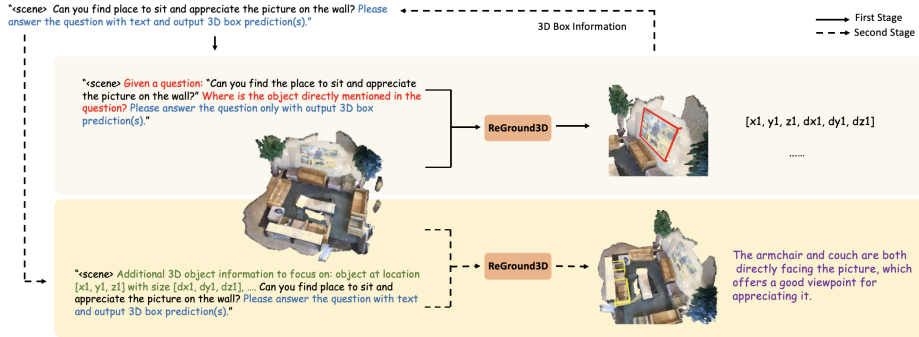 "<scene> Can you find place to sit and appreciate the picture on the wall? Please
answer the question with text and output 3D box prediction(s)."
3D Box Information
First Stage
Second Stage
"<scene> Given a question: "Can you find the place to sit and appreciate
the picture on the wall?" Where is the object directly mentioned in the
question? Please answer the question only with output 3D box
prediction(s)."
ReGround3D
[x1, y1, z1, dx1, dy1, dz1]
......
"<scene> Additional 3D object information to focus on: object at location
[x1, y1, z1] with size [dx1, dy1, dz1], .... Can you find place to sit and
appreciate the picture on the wall? Please answer the question with text
and output 3D box prediction(s)."
ReGround3D
The armchair and couch are both
directly facing the picture, which
offers a good viewpoint for
appreciating it.